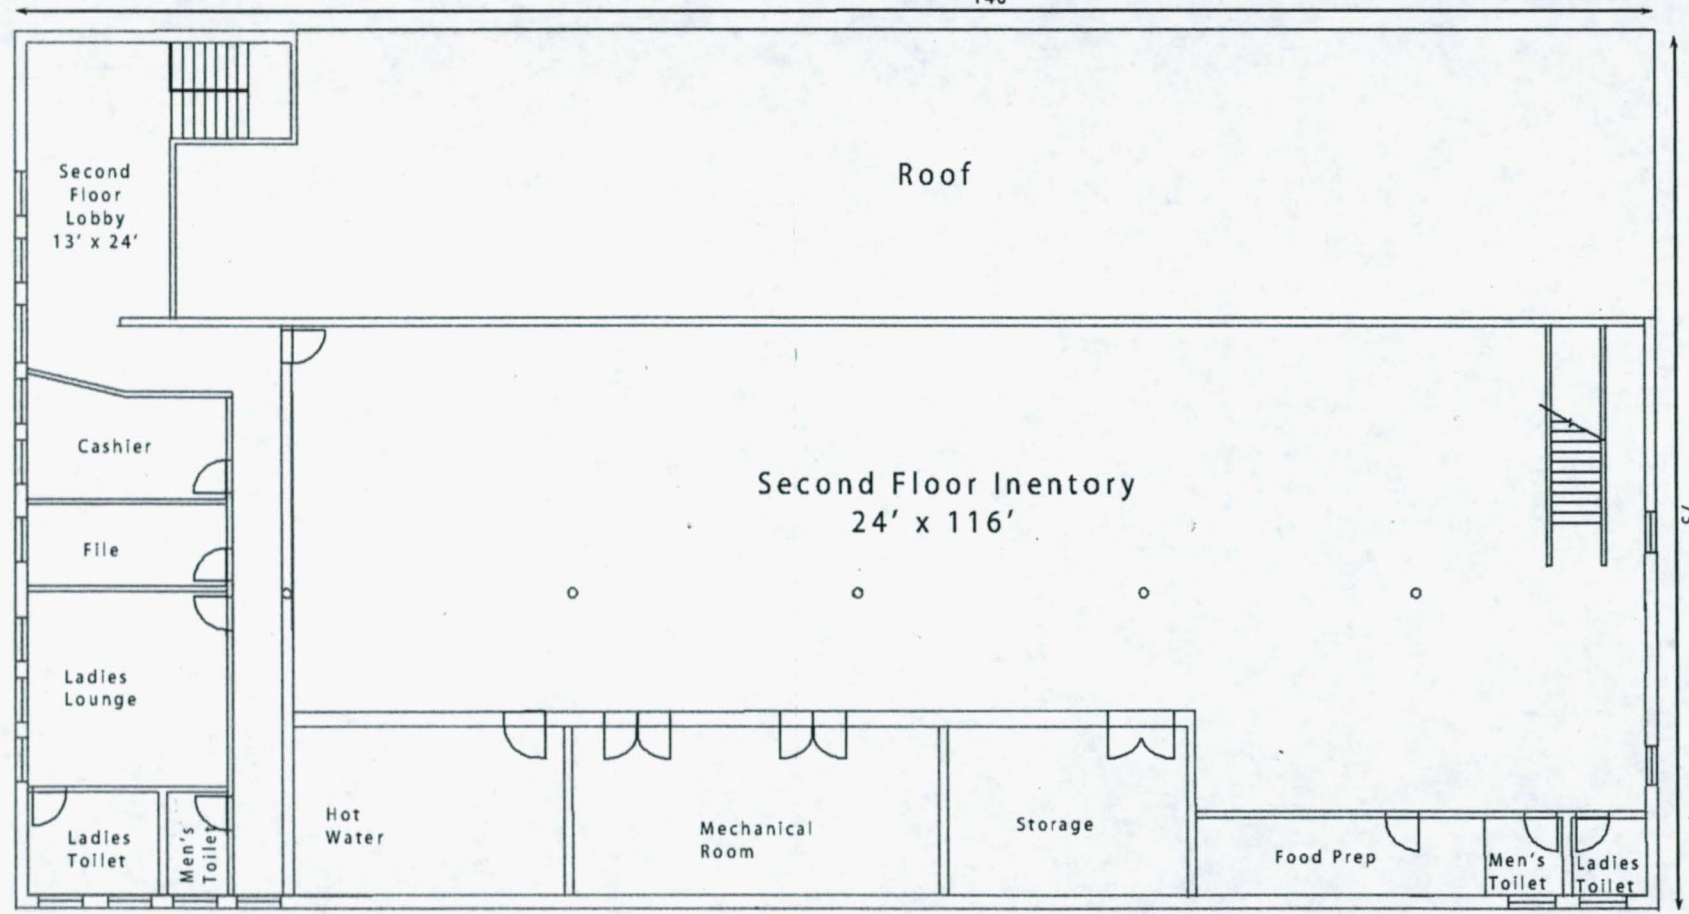 Second
Floor
Lobby
13' x 24'
Roof
Cashier
File
Ladies
Lounge
Ladies
Toilet
Men's
Toilet
Second Floor Inentory
24' x 116'
Hot
Water
Mechanical
Room
Storage
Food Prep
Men's
Toilet
Ladies
Toilet